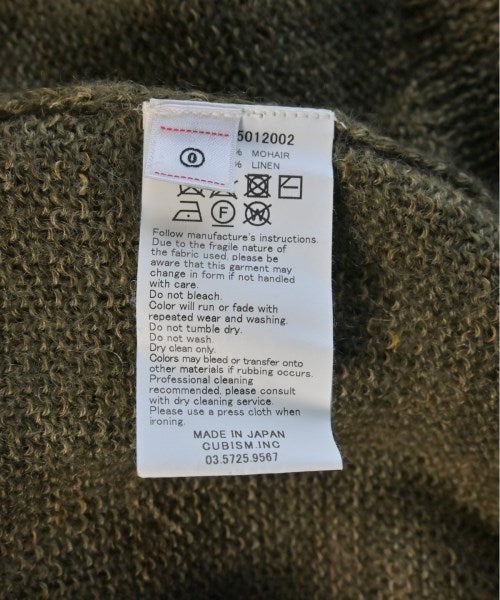 5012002
% MOHAIR
% LINEN
0
F
W
Follow manufacture's instructions.
Due to the fragile nature of
the fabric used, please be
aware that this garment may
change in form if not handled
with care.
Do not bleach.
Color will run or fade with
repeated wear and washing.
Do not tumble dry.
Do not wash.
Dry clean only.
Colors may bleed or transfer onto
other materials if rubbing occurs.
Professional cleaning
recommended, please consult
with dry cleaning service.
Please use a press cloth when
ironing.
MADE IN JAPAN
CUBISM.INC
03.5725.9567